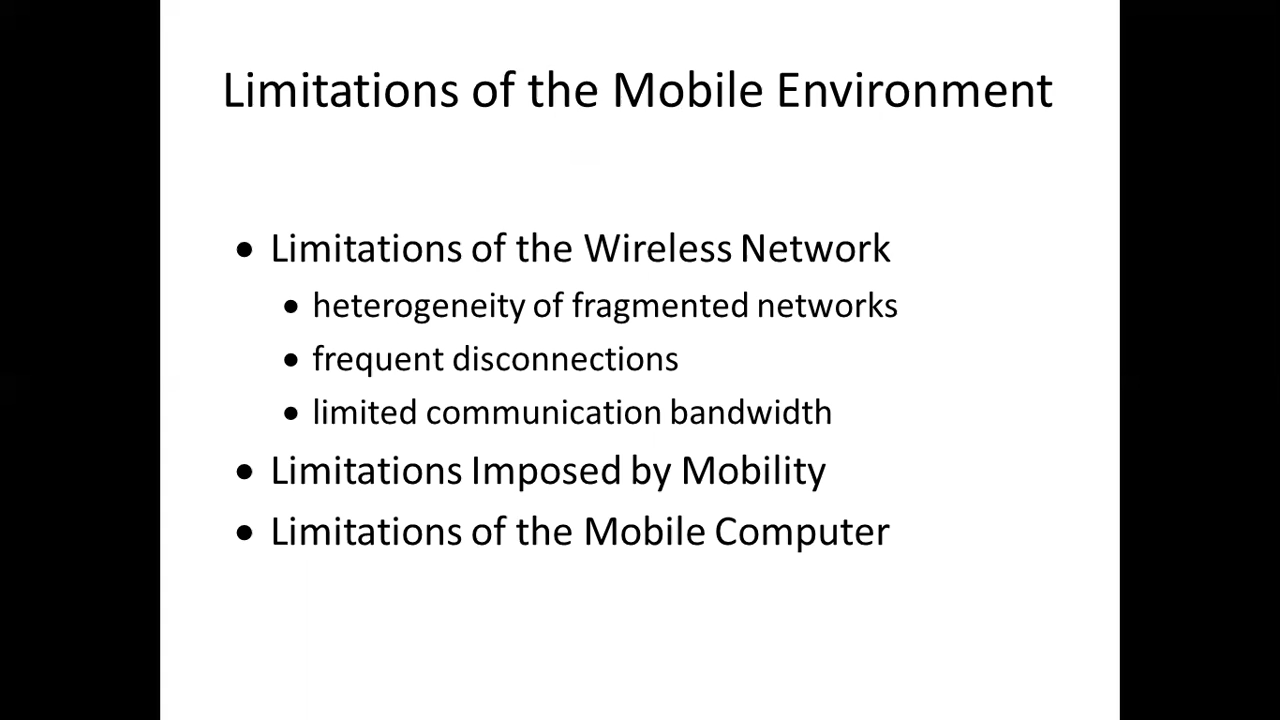 Limitations of the Mobile Environment
• Limitations of the Wireless Network
• heterogeneity of fragmented networks
• frequent disconnections
• limited communication bandwidth
• Limitations Imposed by Mobility
• Limitations of the Mobile Computer